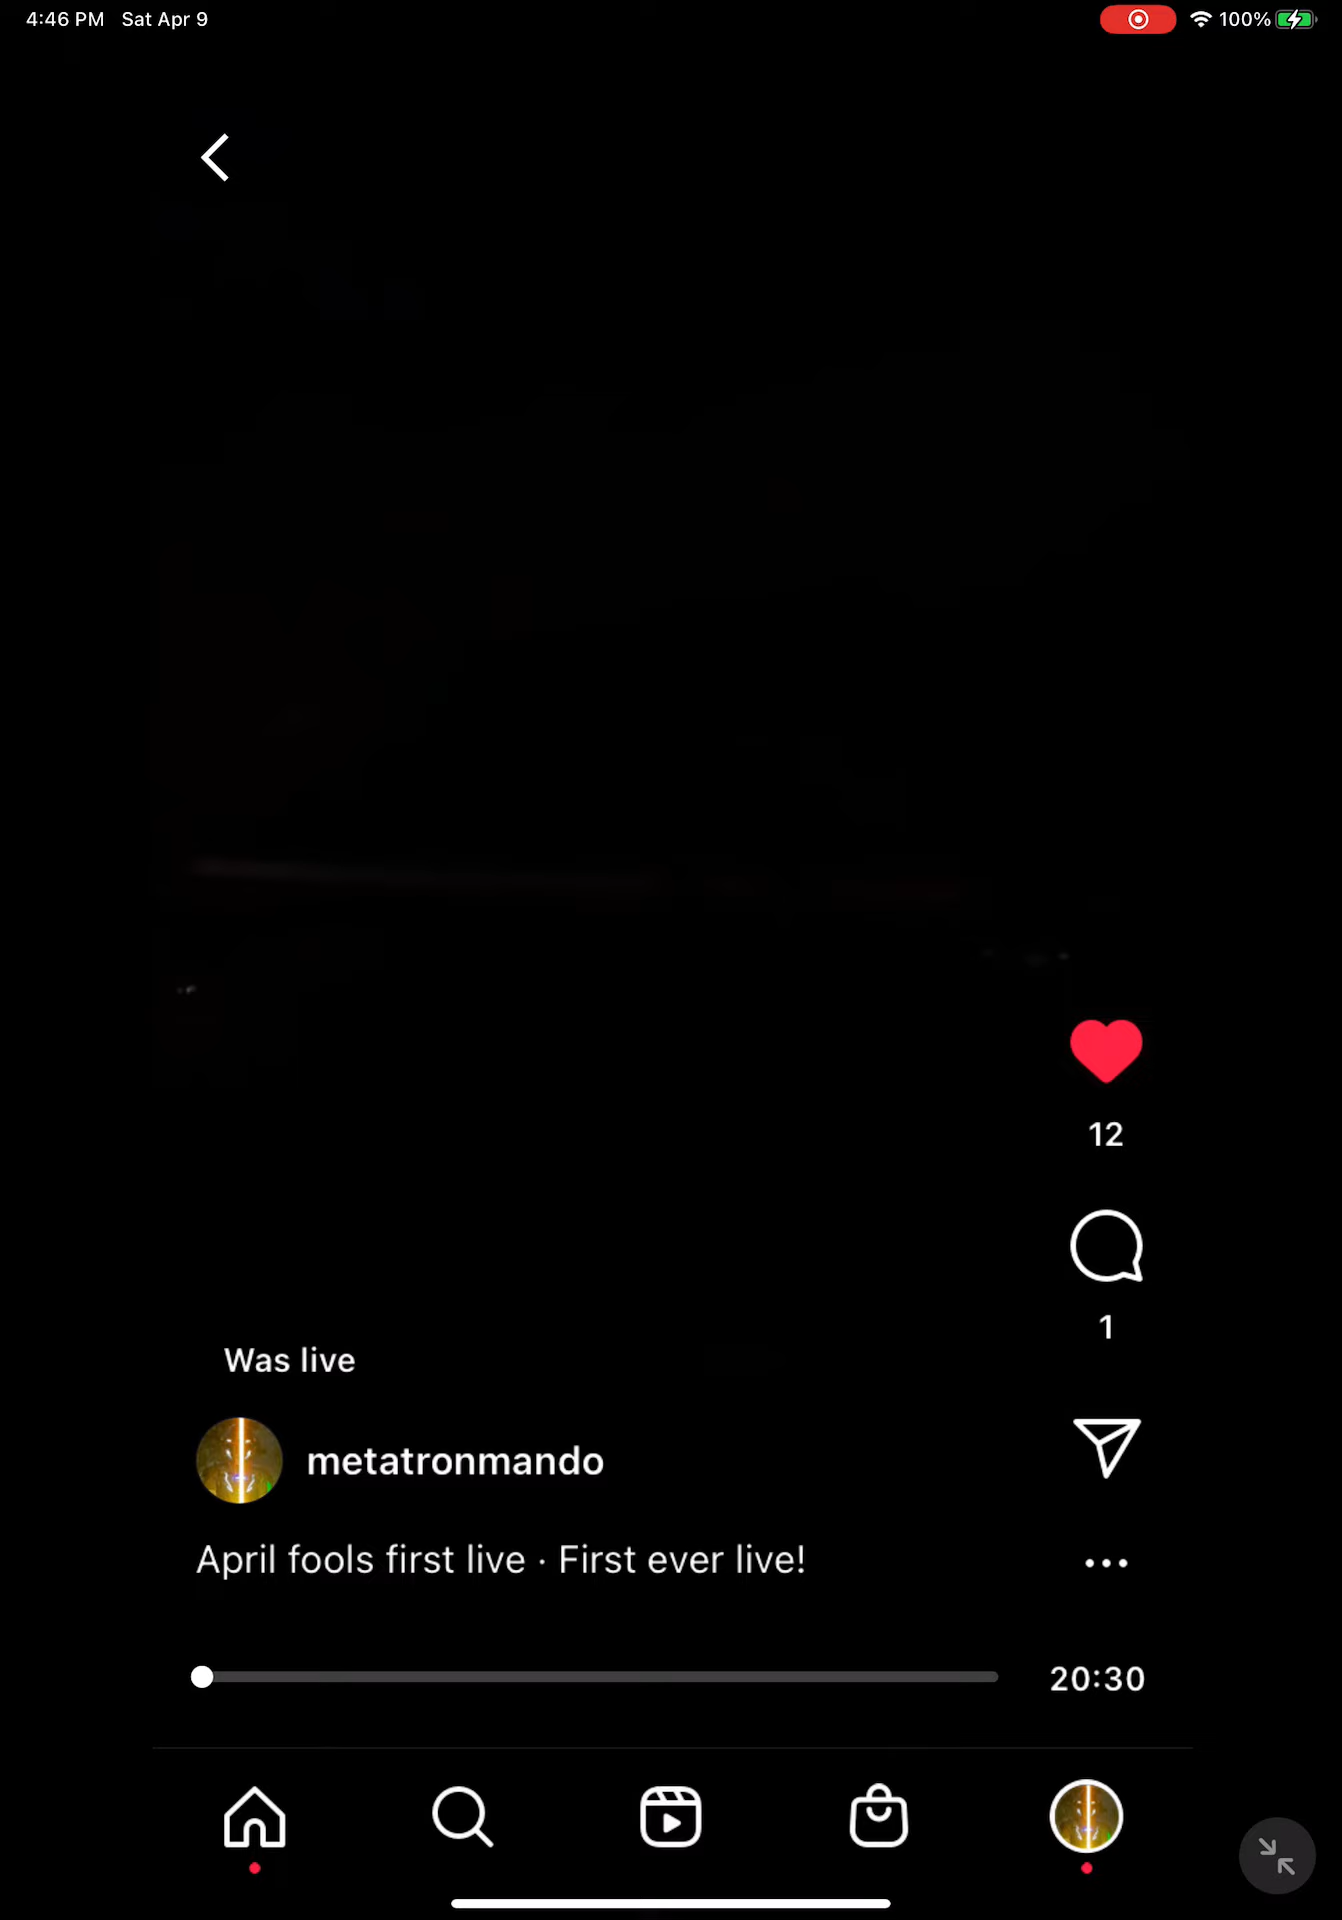 4:46 PM Sat Apr 9
100%
12
1
Was live
metatronmando
April fools first live · First ever live!
20:30